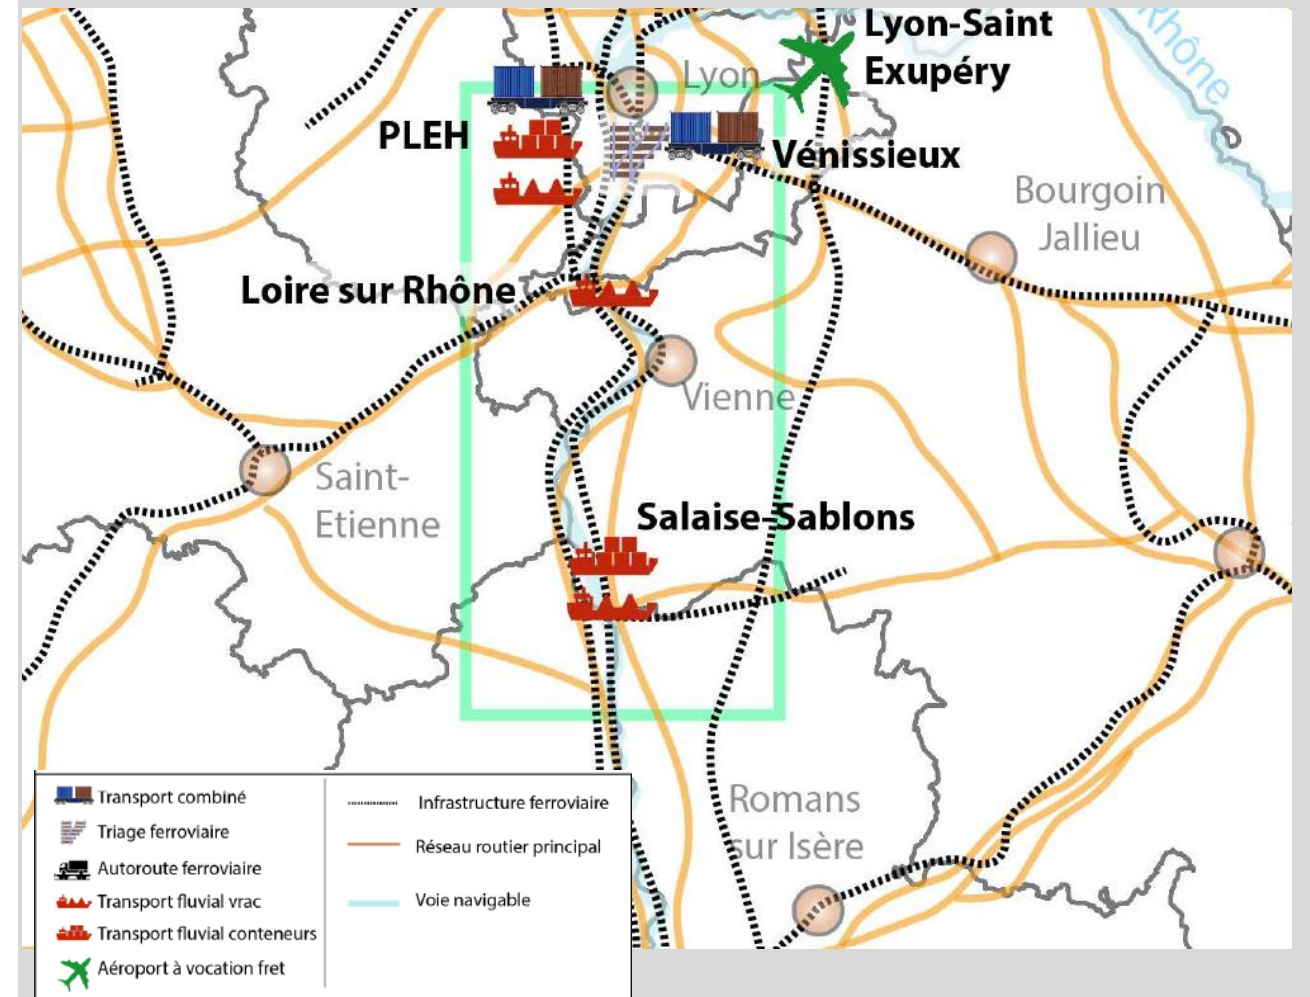 Lyon-Saint
Exupéry
Rhône
Lyon
PLEH
Vénissieux
Bourgoin
Jallieu
Loire sur Rhône
Vienne
Saint-
Etienne
Salaise-Sablons
Romans
sur Isère
Transport combiné
Triage ferroviaire
Autoroute ferroviaire
Transport fluvial vrac
Transport fluvial conteneurs
Aéroport à vocation fret
Infrastructure ferroviaire
Réseau routier principal
Voie navigable